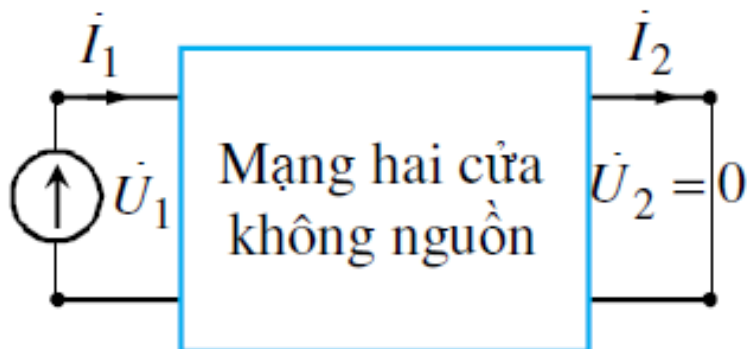 İ₁
İ₂
U̇₁
Mạng hai cửa
không nguồn
U̇₂ = 0